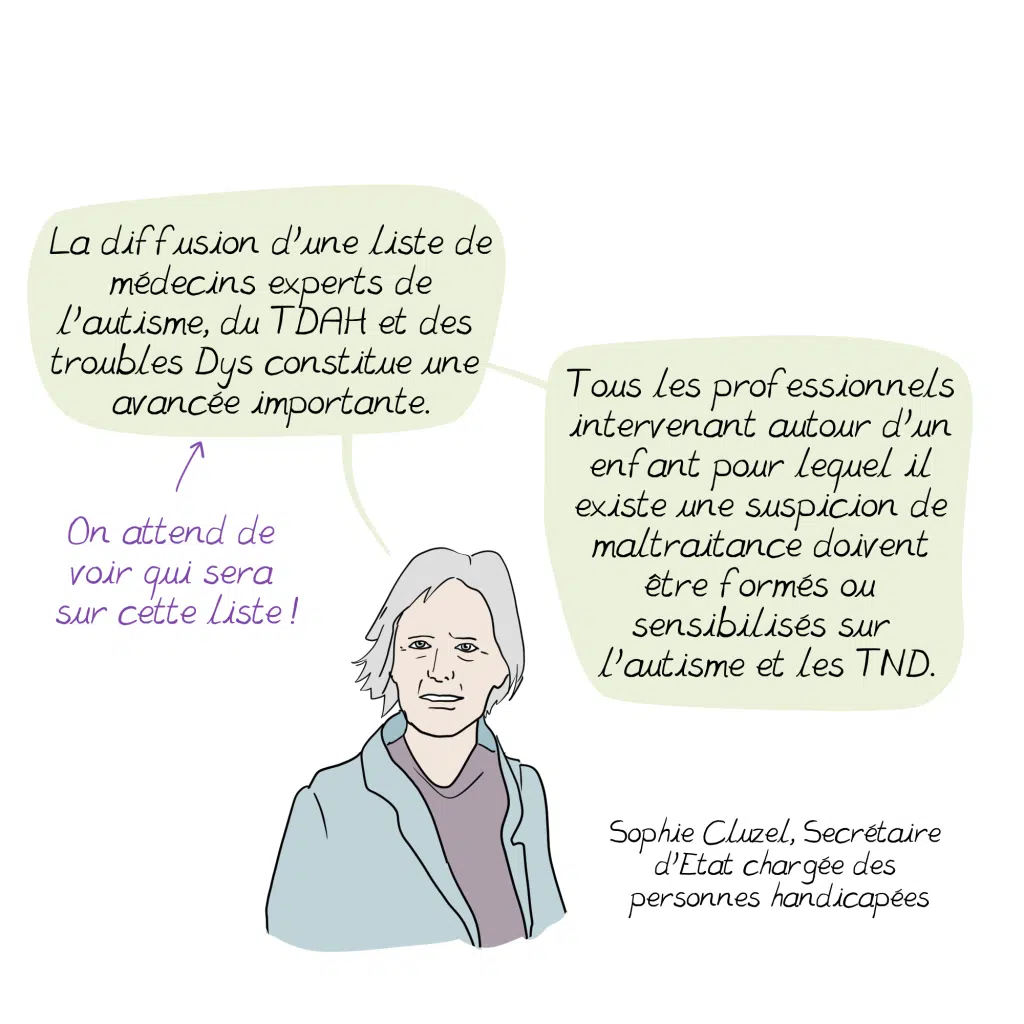 La diffusion d'une liste de
médecins experts de
l'autisme, du TDAH et des
troubles Dys constitue une
avancée importante.
On attend de
voir qui sera
sur cette liste !
Tous les professionnels
intervenant autour d'un
enfant pour lequel il
existe une suspicion de
maltraitance doivent
être formés ou
sensibilisés sur
l'autisme et les TND.
Sophie Cluzel, Secrétaire
d'Etat chargée des
personnes handicapées